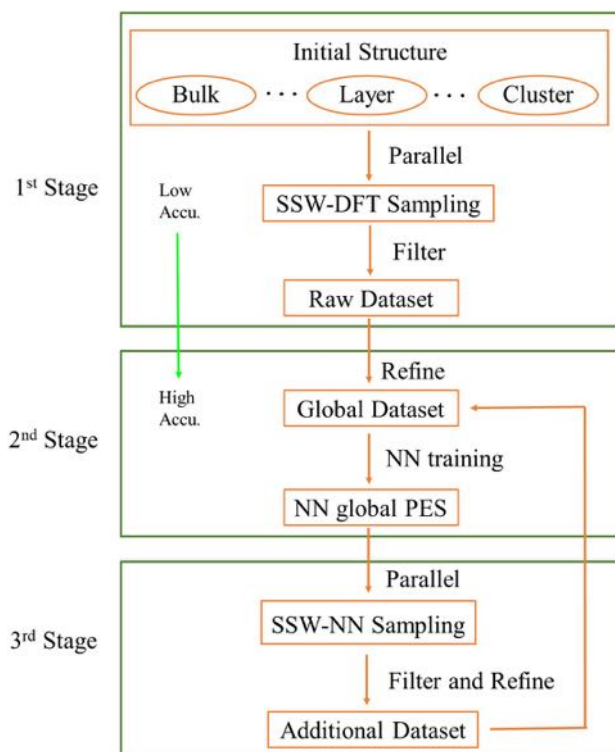 Initial Structure
Bulk ··· Layer ··· Cluster
Parallel
1st Stage
Low
Accu.
SSW-DFT Sampling
Filter
Raw Dataset
Refine
High
Accu.
Global Dataset
2nd Stage
NN training
NN global PES
Parallel
SSW-NN Sampling
3rd Stage
Filter and Refine
Additional Dataset